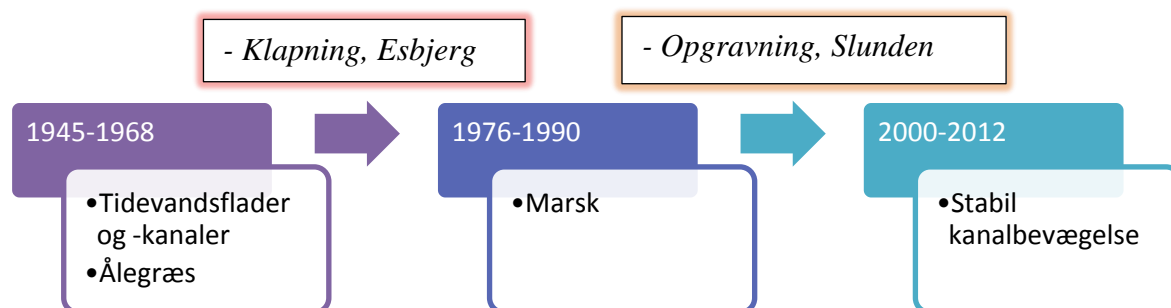 - Klapning, Esbjerg
- Opgravning, Slunden
1945-1968
•Tidevandsflader
og -kanaler
•Ålegræs
1976-1990
•Marsk
2000-2012
•Stabil
kanalbevægelse